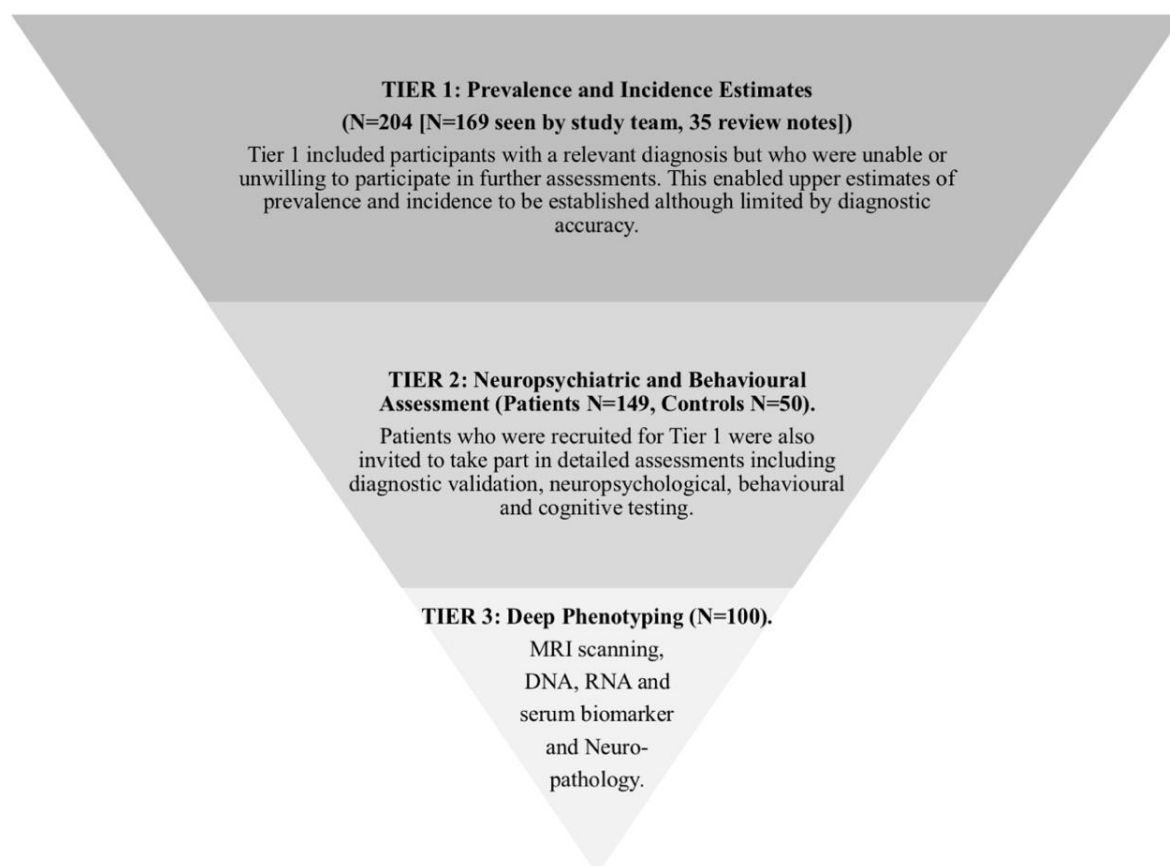 TIER 1: Prevalence and Incidence Estimates
(N=204 [N=169 seen by study team, 35 review notes])
Tier 1 included participants with a relevant diagnosis but who were unable or
unwilling to participate in further assessments. This enabled upper estimates of
prevalence and incidence to be established although limited by diagnostic
accuracy.
TIER 2: Neuropsychiatric and Behavioural
Assessment (Patients N=149, Controls N=50).
Patients who were recruited for Tier 1 were also
invited to take part in detailed assessments including
diagnostic validation, neuropsychological, behavioural
and cognitive testing.
TIER 3: Deep Phenotyping (N=100).
MRI scanning,
DNA, RNA and
serum biomarker
and Neuro-
pathology.